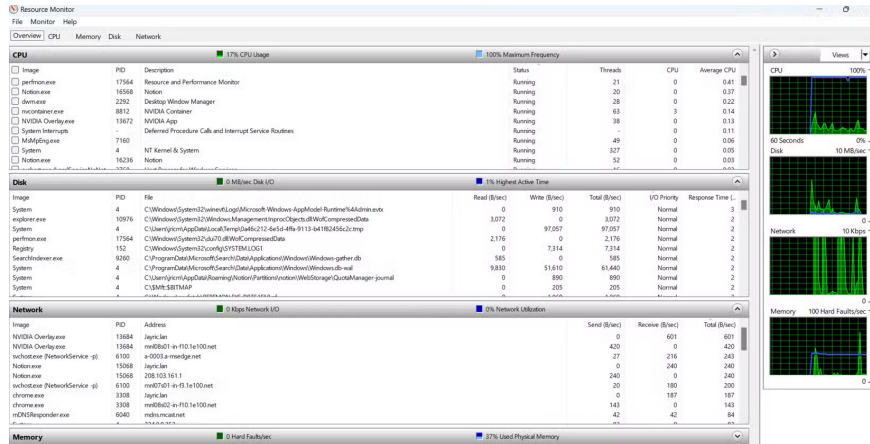 Resource Monitor
File Monitor Help
Overview CPU Memory Disk Network
CPU 17% CPU Usage 100% Maximum Frequency
Image PID Description Status Threads CPU Average CPU
perfmon.exe 17564 Resource and Performance Monitor Running 21 0 0.41
Notion.exe 16568 Notion Running 20 0 0.37
dwm.exe 2292 Desktop Window Manager Running 28 0 0.22
nvcontainer.exe 8812 NVIDIA Container Running 63 3 0.14
NVIDIA Overlay.exe 13672 NVIDIA App Running 38 0 0.13
System Interrupts - Deferred Procedure Calls and Interrupt Service Routines Running - 0 0.11
MsMpEng.exe 7160 Running 49 0 0.06
System 4 NT Kernel & System Running 327 0 0.05
Notion.exe 16236 Notion Running 52 0 0.03
Disk 0 MB/sec Disk I/O 1% Highest Active Time
Image PID File Read (B/sec) Write (B/sec) Total (B/sec) I/O Priority Response Time (...
System 4 C:\Windows\System32\winevt\Logs\Microsoft-Windows-AppModel-Runtime%4Admin.evtx 0 910 910 Normal 3
explorer.exe 10976 C:\Windows\System32\Windows.Management.InprocObjects.dll:WofCompressedData 3,072 0 3,072 Normal 2
System 4 C:\Users\jricm\AppData\Local\Temp\0a46c212-6e5d-4ffa-9113-b41f82456c2c.tmp 0 97,057 97,057 Normal 2
perfmon.exe 17564 C:\Windows\System32\dui70.dll:WofCompressedData 2,176 0 2,176 Normal 2
Registry 152 C:\Windows\System32\config\SYSTEM.LOG1 0 7,314 7,314 Normal 2
SearchIndexer.exe 9260 C:\ProgramData\Microsoft\Search\Data\Applications\Windows\Windows-gather.db 585 0 585 Normal 2
System 4 C:\ProgramData\Microsoft\Search\Data\Applications\Windows\Windows.db-wal 9,830 51,610 61,440 Normal 2
System 4 C:\Users\jricm\AppData\Roaming\Notion\Partitions\notion\WebStorage\QuotaManager-journal 0 890 890 Normal 2
System 4 C:\$Mft::$BITMAP 0 205 205 Normal 2
Network 0 Kbps Network I/O 0% Network Utilization
Image PID Address Send (B/sec) Receive (B/sec) Total (B/sec)
NVIDIA Overlay.exe 13684 Jayric.lan 0 601 601
NVIDIA Overlay.exe 13684 mnl08s01-in-f10.1e100.net 420 0 420
svchost.exe (NetworkService -p) 6100 a-0003.a-msedge.net 27 216 243
Notion.exe 15068 Jayric.lan 0 240 240
Notion.exe 15068 208.103.161.1 240 0 240
svchost.exe (NetworkService -p) 6100 mnl07s01-in-f3.1e100.net 20 180 200
chrome.exe 3308 Jayric.lan 0 187 187
chrome.exe 3308 mnl08s02-in-f10.1e100.net 143 0 143
mDNSResponder.exe 6040 mdns.mcast.net 42 42 84
Memory 0 Hard Faults/sec 37% Used Physical Memory
Views
CPU 100%
60 Seconds 0%
Disk 10 MB/sec
0
Network 10 Kbps
0
Memory 100 Hard Faults/sec
0